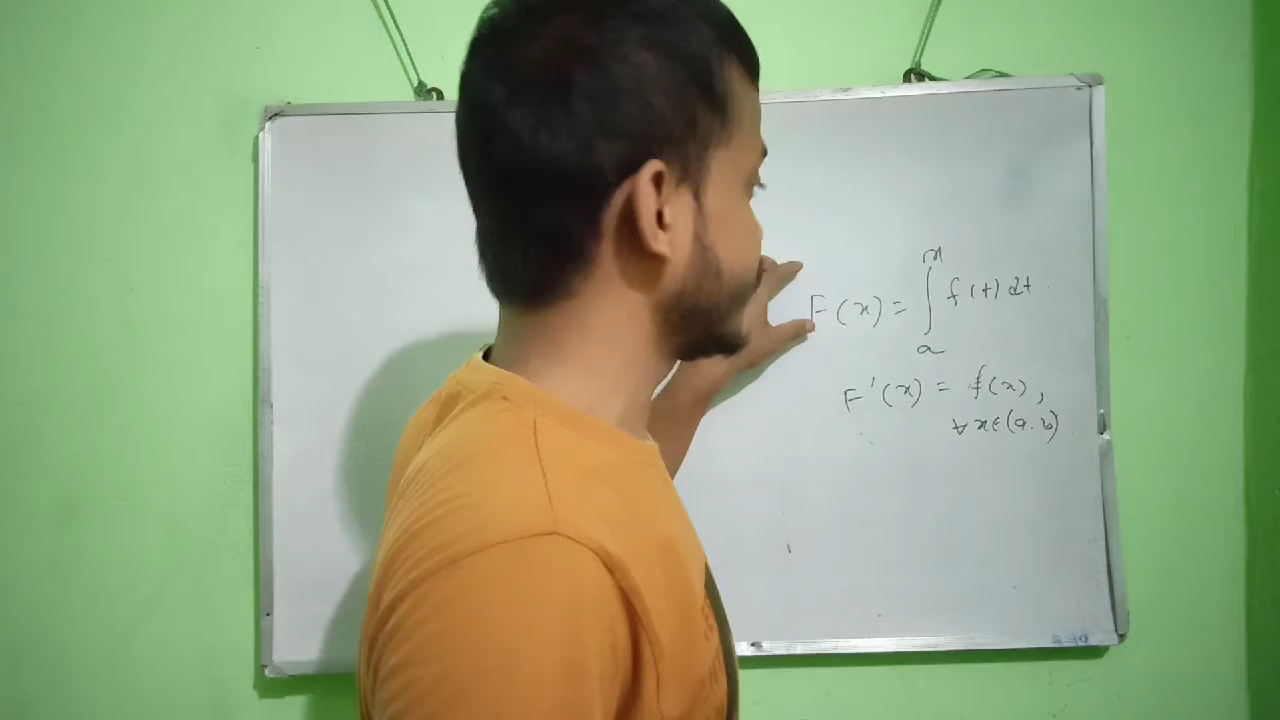 F(x) = ∫ₐˣ f(t) dt
F'(x) = f(x),
∀ x ∈ (a.b)